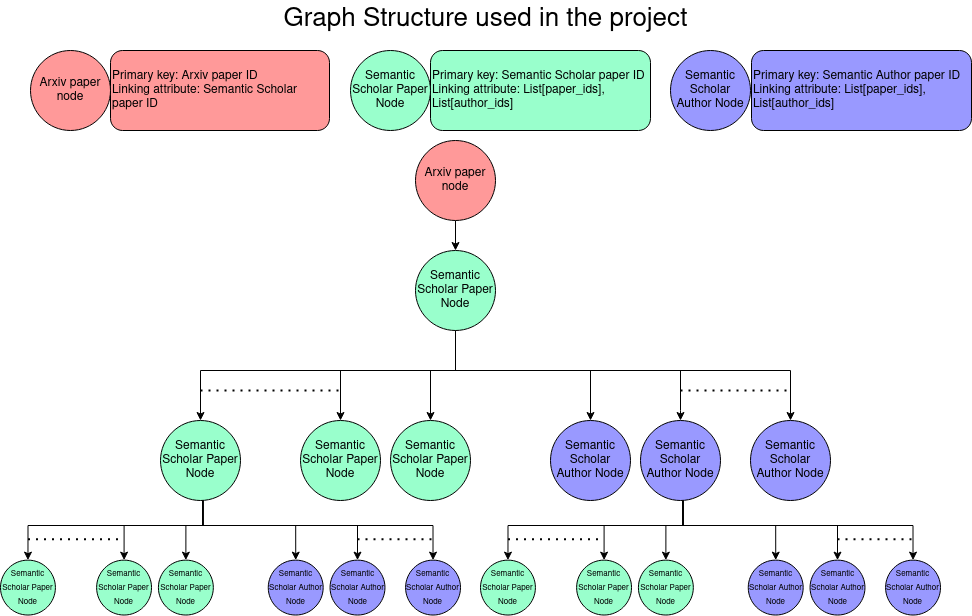 Graph Structure used in the project
Arxiv paper
node
Primary key: Arxiv paper ID
Linking attribute: Semantic Scholar
paper ID
Semantic
Scholar Paper
Node
Primary key: Semantic Scholar paper ID
Linking attribute: List[paper_ids],
List[author_ids]
Semantic
Scholar
Author Node
Primary key: Semantic Author paper ID
Linking attribute: List[paper_ids],
List[author_ids]
Arxiv paper
node
Semantic
Scholar Paper
Node
Semantic
Scholar Paper
Node
Semantic
Scholar Paper
Node
Semantic
Scholar Paper
Node
Semantic
Scholar
Author Node
Semantic
Scholar
Author Node
Semantic
Scholar
Author Node
Semantic
Scholar Paper
Node
Semantic
Scholar Paper
Node
Semantic
Scholar Paper
Node
Semantic
Scholar Author
Node
Semantic
Scholar Author
Node
Semantic
Scholar Author
Node
Semantic
Scholar Paper
Node
Semantic
Scholar Paper
Node
Semantic
Scholar Paper
Node
Semantic
Scholar Author
Node
Semantic
Scholar Author
Node
Semantic
Scholar Author
Node